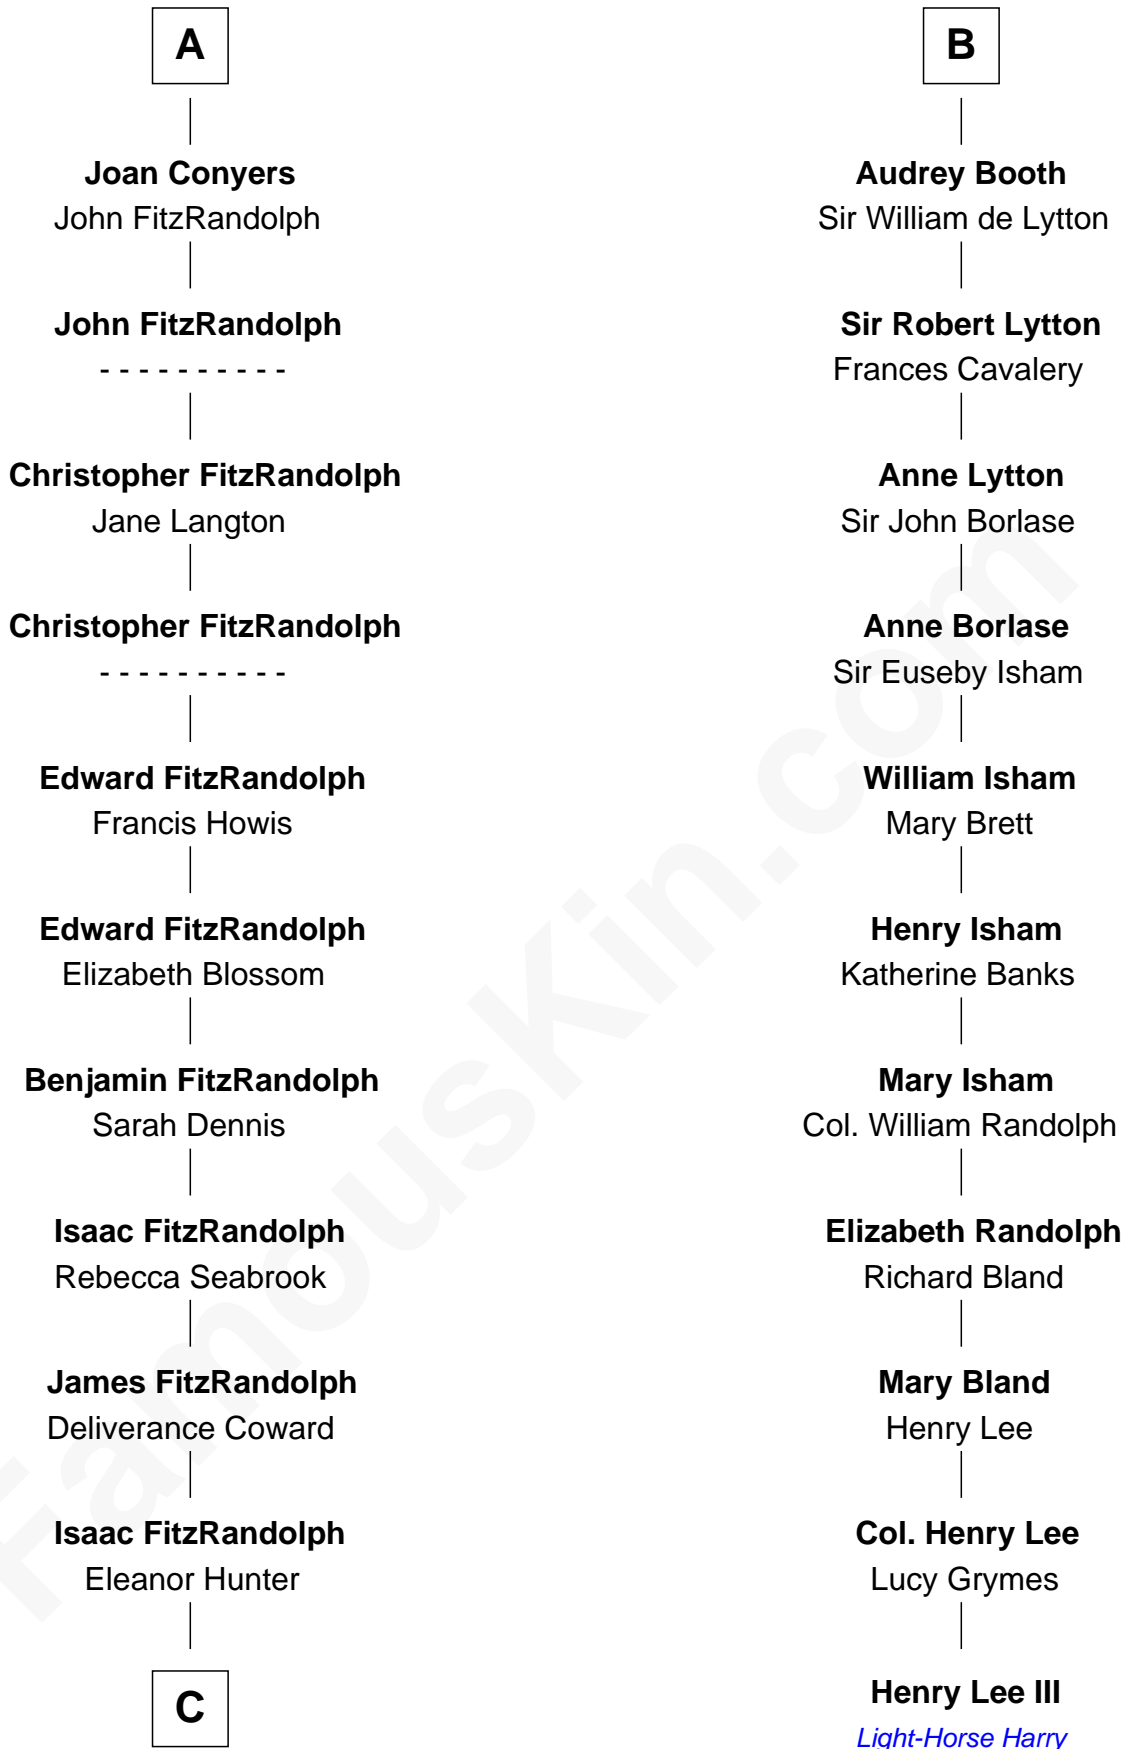 A
Joan Conyers
John FitzRandolph
John FitzRandolph
- - - - - - - - - -
Christopher FitzRandolph
Jane Langton
Christopher FitzRandolph
- - - - - - - - - -
Edward FitzRandolph
Francis Howis
Edward FitzRandolph
Elizabeth Blossom
Benjamin FitzRandolph
Sarah Dennis
Isaac FitzRandolph
Rebecca Seabrook
James FitzRandolph
Deliverance Coward
Isaac FitzRandolph
Eleanor Hunter
C
B
Audrey Booth
Sir William de Lytton
Sir Robert Lytton
Frances Cavalery
Anne Lytton
Sir John Borlase
Anne Borlase
Sir Euseby Isham
William Isham
Mary Brett
Henry Isham
Katherine Banks
Mary Isham
Col. William Randolph
Elizabeth Randolph
Richard Bland
Mary Bland
Henry Lee
Col. Henry Lee
Lucy Grymes
Henry Lee III
Light-Horse Harry
FamousKin.com